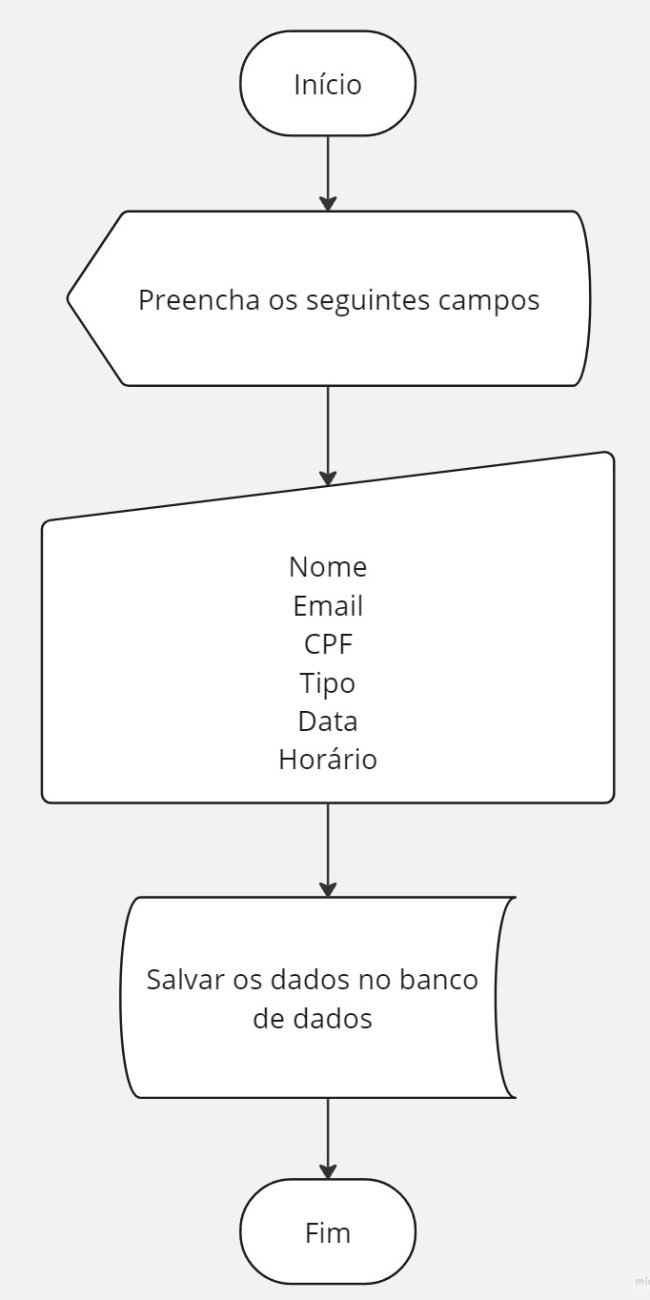 Início
Preencha os seguintes campos
Nome
Email
CPF
Tipo
Data
Horário
Salvar os dados no banco
de dados
Fim